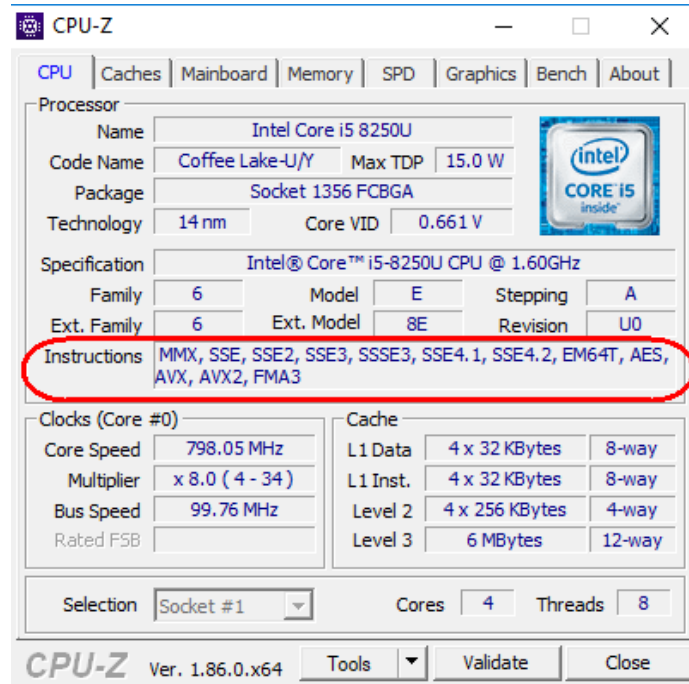 CPU-Z
CPU Caches Mainboard Memory SPD Graphics Bench About
Processor
Name Intel Core i5 8250U
Code Name Coffee Lake-U/Y Max TDP 15.0 W
Package Socket 1356 FCBGA
Technology 14 nm Core VID 0.661 V
intel
CORE i5
inside
Specification Intel® Core™ i5-8250U CPU @ 1.60GHz
Family 6 Model E Stepping A
Ext. Family 6 Ext. Model 8E Revision U0
Instructions MMX, SSE, SSE2, SSE3, SSSE3, SSE4.1, SSE4.2, EM64T, AES,
AVX, AVX2, FMA3
Clocks (Core #0)
Core Speed 798.05 MHz
Multiplier x 8.0 ( 4 - 34 )
Bus Speed 99.76 MHz
Rated FSB
Cache
L1 Data 4 x 32 KBytes 8-way
L1 Inst. 4 x 32 KBytes 8-way
Level 2 4 x 256 KBytes 4-way
Level 3 6 MBytes 12-way
Selection Socket #1 Cores 4 Threads 8
CPU-Z Ver. 1.86.0.x64 Tools Validate Close